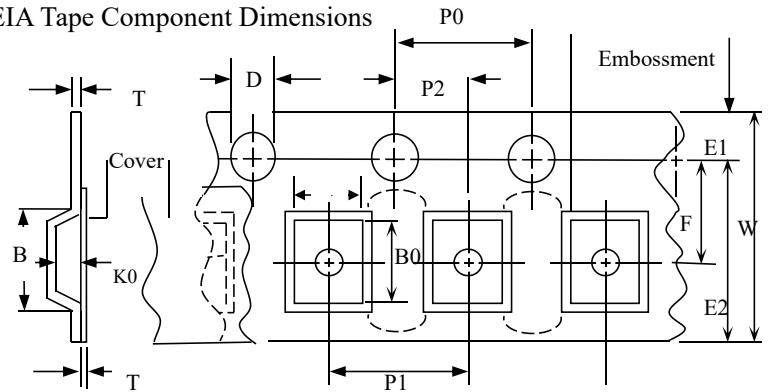 EIA Tape Component Dimensions
P0
Embossment
D
P2
T
E1
Cover
F
W
B
B0
K0
E2
P1
T